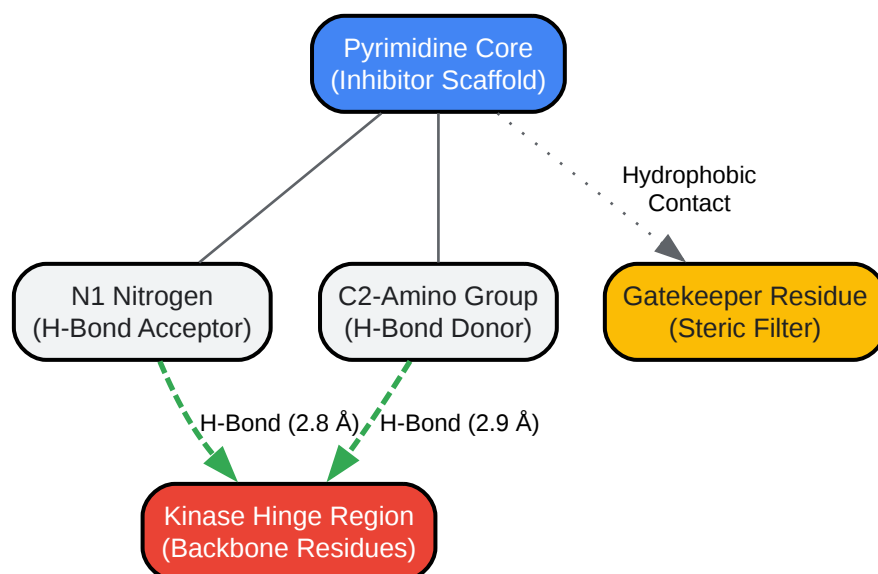 Pyrimidine Core
(Inhibitor Scaffold)
Hydrophobic
Contact
N1 Nitrogen
(H-Bond Acceptor)
C2-Amino Group
(H-Bond Donor)
Gatekeeper Residue
(Steric Filter)
H-Bond (2.8 Å)
H-Bond (2.9 Å)
Kinase Hinge Region
(Backbone Residues)